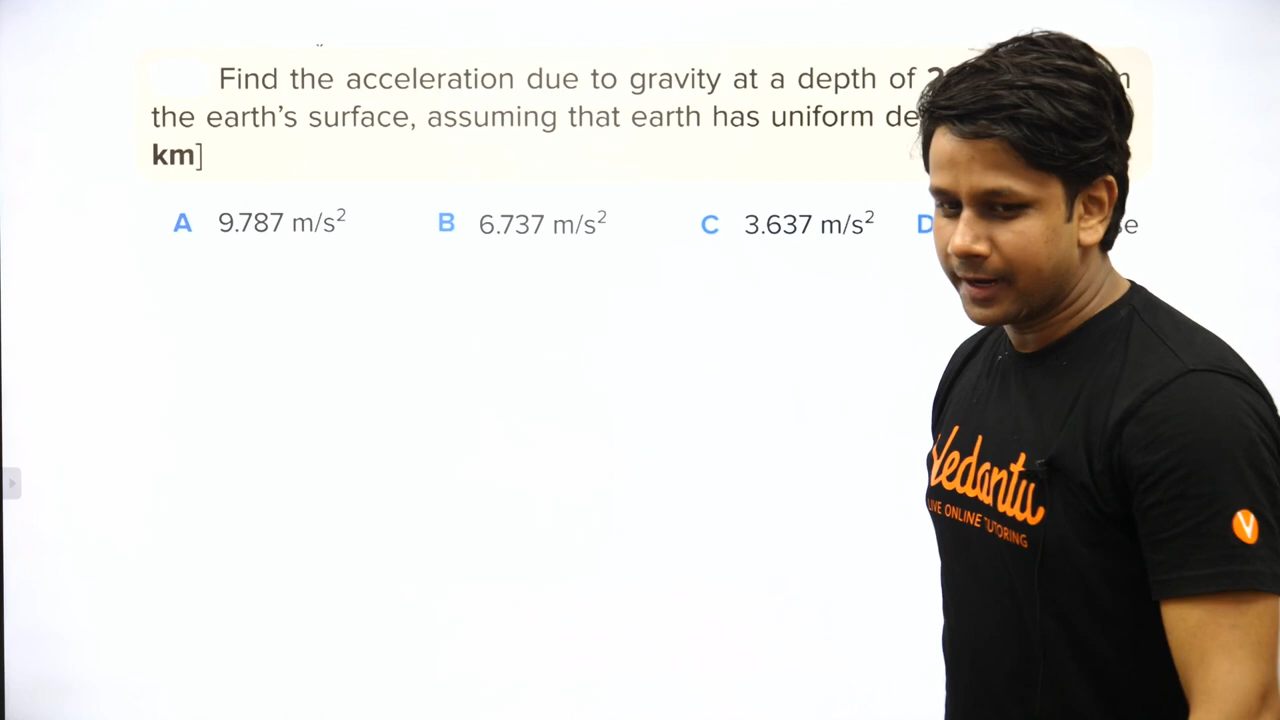 Find the acceleration due to gravity at a depth of
the earth's surface, assuming that earth has uniform
km]
A 9.787 m/s² B 6.737 m/s² C 3.637 m/s² D
Vedantu
LIVE ONLINE TUTORING
V